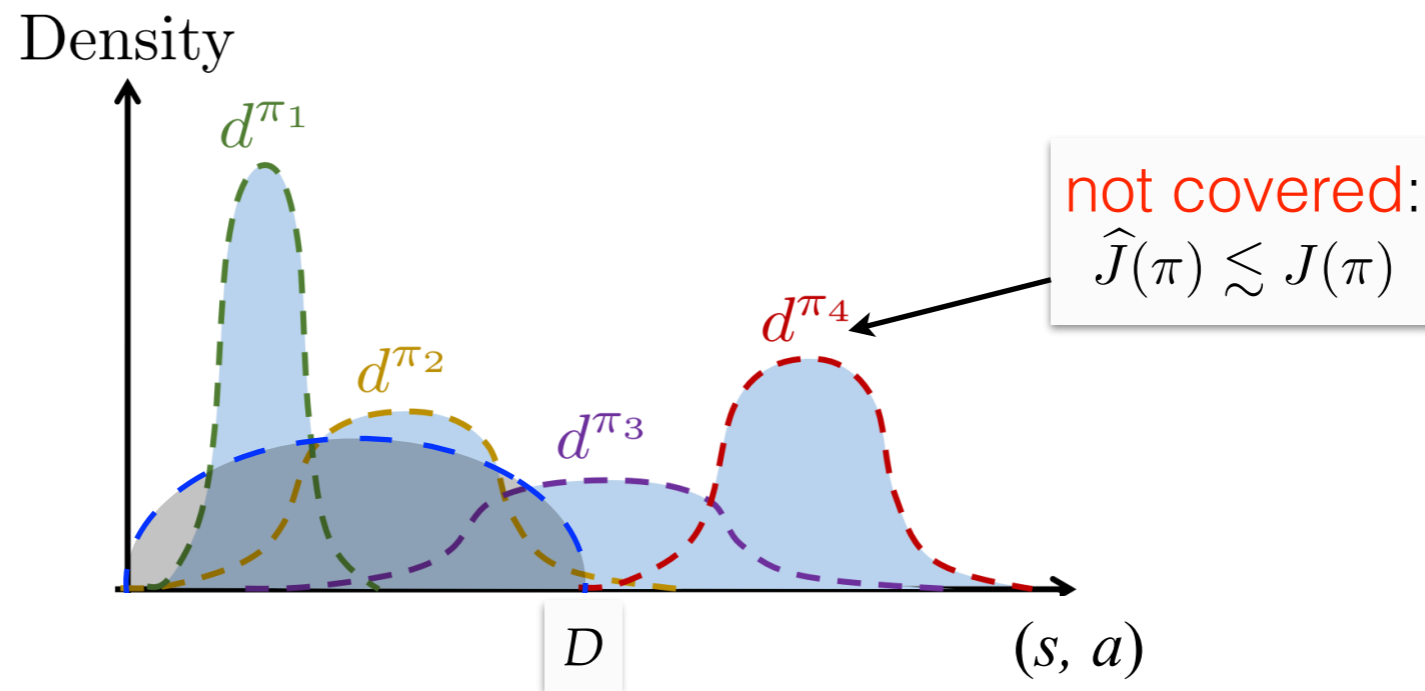 Density
d^{π_1}
d^{π_2}
d^{π_3}
d^{π_4}
not covered:
\widehat{J}(π) ≲ J(π)
D
(s, a)